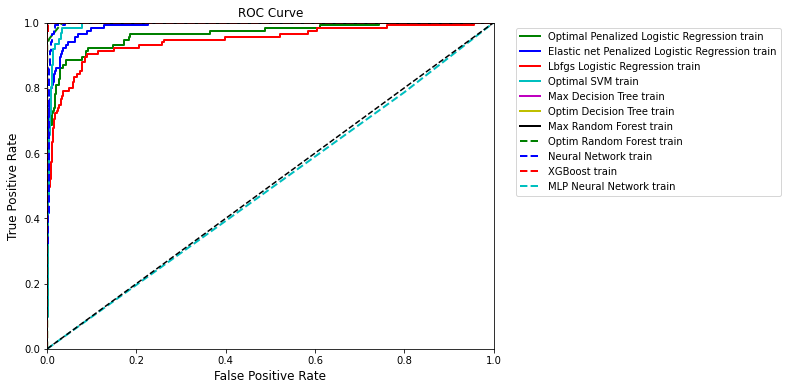 ROC Curve
1.0
0.8
0.6
0.4
0.2
0.0
True Positive Rate
0.0 0.2 0.4 0.6 0.8 1.0
False Positive Rate
Optimal Penalized Logistic Regression train
Elastic net Penalized Logistic Regression train
Lbfgs Logistic Regression train
Optimal SVM train
Max Decision Tree train
Optim Decision Tree train
Max Random Forest train
Optim Random Forest train
Neural Network train
XGBoost train
MLP Neural Network train